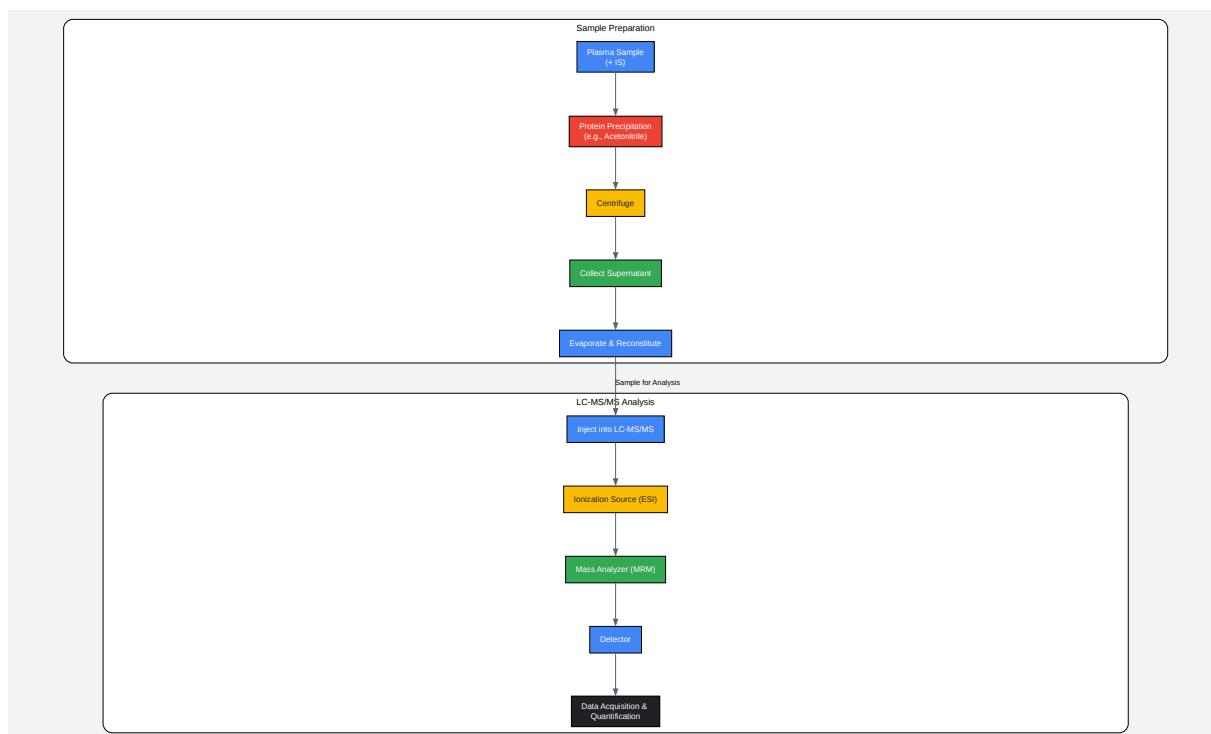 Sample Preparation
Plasma Sample
(+ IS)
Protein Precipitation
(e.g., Acetonitrile)
Centrifuge
Collect Supernatant
Evaporate & Reconstitute
Sample for Analysis
LC-MS/MS Analysis
Inject into LC-MS/MS
Ionization Source (ESI)
Mass Analyzer (MRM)
Detector
Data Acquisition &
Quantification